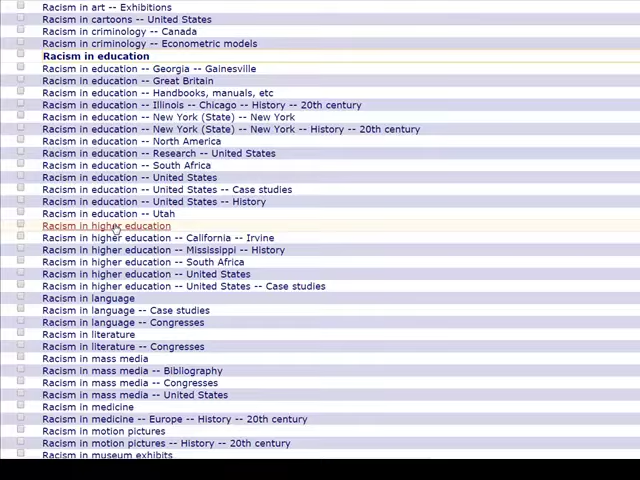 Racism in art -- Exhibitions
Racism in cartoons -- United States
Racism in criminology -- Canada
Racism in criminology -- Econometric models
Racism in education
Racism in education -- Georgia -- Gainesville
Racism in education -- Great Britain
Racism in education -- Handbooks, manuals, etc
Racism in education -- Illinois -- Chicago -- History -- 20th century
Racism in education -- New York (State) -- New York
Racism in education -- New York (State) -- New York -- History -- 20th century
Racism in education -- North America
Racism in education -- Research -- United States
Racism in education -- South Africa
Racism in education -- United States
Racism in education -- United States -- Case studies
Racism in education -- United States -- History
Racism in education -- Utah
Racism in higher education
Racism in higher education -- California -- Irvine
Racism in higher education -- Mississippi -- History
Racism in higher education -- South Africa
Racism in higher education -- United States
Racism in higher education -- United States -- Case studies
Racism in language
Racism in language -- Case studies
Racism in language -- Congresses
Racism in literature
Racism in literature -- Congresses
Racism in mass media
Racism in mass media -- Bibliography
Racism in mass media -- Congresses
Racism in mass media -- United States
Racism in medicine
Racism in medicine -- Europe -- History -- 20th century
Racism in motion pictures
Racism in motion pictures -- History -- 20th century
Racism in museum exhibits